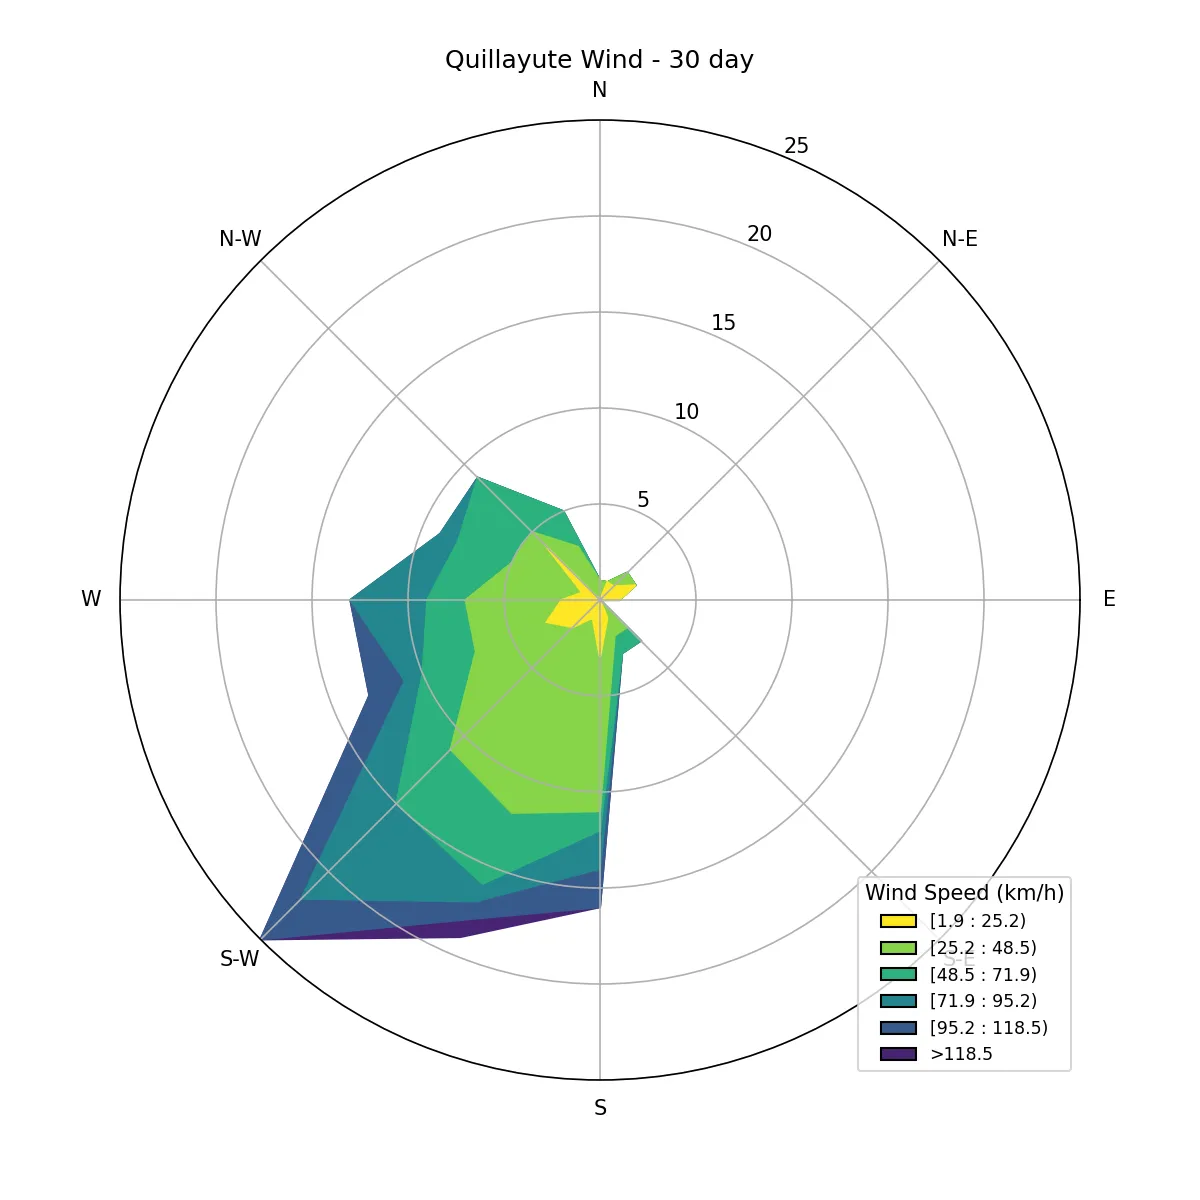 Quillayute Wind - 30 day
N
25
N-W
20
N-E
15
10
5
W
E
Wind Speed (km/h)
[1.9 : 25.2)
[25.2 : 48.5)
S-W
S-E
[48.5 : 71.9)
[71.9 : 95.2)
[95.2 : 118.5)
>118.5
S